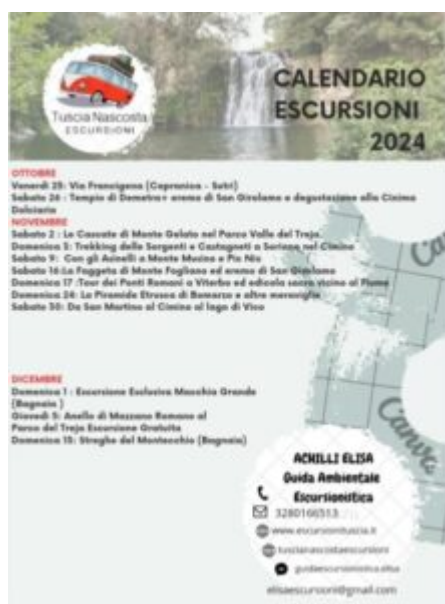 Tuscia Nascosta
ESCURSIONI
CALENDARIO
ESCURSIONI
2024
OTTOBRE
Venerdì 25: Via Francigena (Capranica - Sutri)
Sabato 26 : Tempio di Demetra+ eremo di San Girolamo e degustazione alla Cimina
Dolciaria
NOVEMBRE
Sabato 2 : Le Cascate di Monte Gelato nel Parco Valle del Treja.
Domenica 3: Trekking delle Sorgenti e Castagneti a Soriano nel Cimino
Sabato 9: Con gli Asinelli a Monte Musino e Pio Nio
Sabato 16:La Faggeta di Monte Fogliano ed eremo di San Girolamo
Domenica 17 :Tour dei Ponti Romani a Viterbo ed edicola sacra vicino al Fiume
Domenica 24: La Piramide Etrusca di Bomarzo e altre meraviglie
Sabato 30: Da San Martino al Cimino al lago di Vico
DICEMBRE
Domenica 1 : Escursione Esclusiva Macchia Grande
(Bagnaia )
Giovedì 5: Anello di Mazzano Romano al
Parco del Treja Escursione Gratuita
Domenica 15: Streghe del Montecchio (Bagnaia)
Canva
Canva
ACHILLI ELISA
Guida Ambientale
Escursionistica
3280166513
www.escursionituscia.it
tuscianascostaescursioni
guidaescursionistica.elisa
elisaescursioni@gmail.com